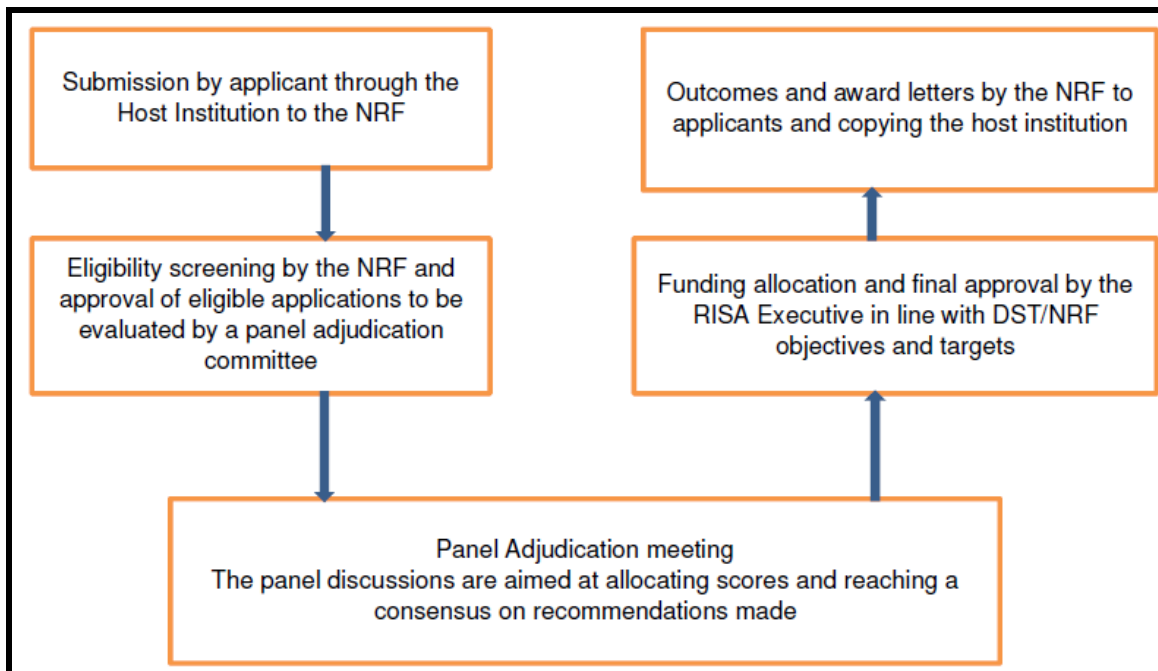 Submission by applicant through the
Host Institution to the NRF
Eligibility screening by the NRF and
approval of eligible applications to be
evaluated by a panel adjudication
committee
Panel Adjudication meeting
The panel discussions are aimed at allocating scores and reaching a
consensus on recommendations made
Funding allocation and final approval by the
RISA Executive in line with DST/NRF
objectives and targets
Outcomes and award letters by the NRF to
applicants and copying the host institution